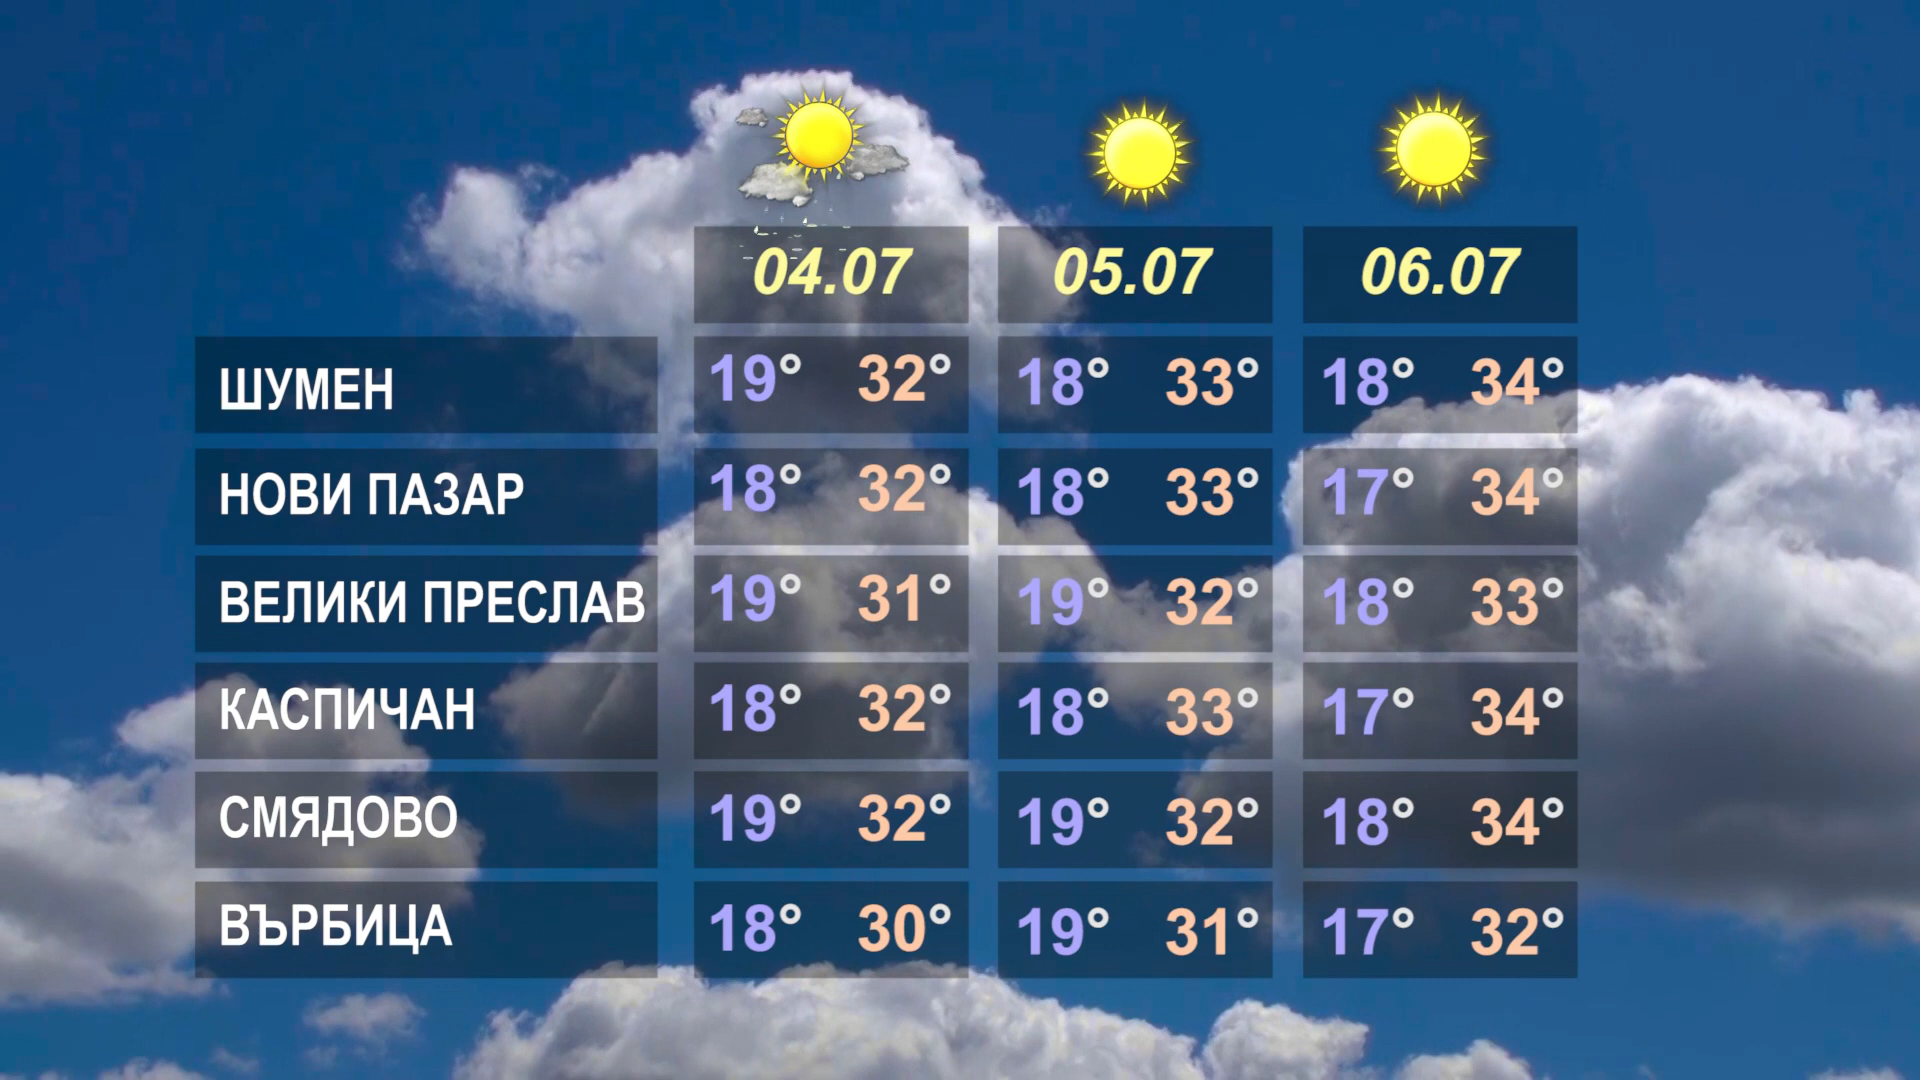 04.07 05.07 06.07
ШУМЕН 19° 32° 18° 33° 18° 34°
НОВИ ПАЗАР 18° 32° 18° 33° 17° 34°
ВЕЛИКИ ПРЕСЛАВ 19° 31° 19° 32° 18° 33°
КАСПИЧАН 18° 32° 18° 33° 17° 34°
СМЯДОВО 19° 32° 19° 32° 18° 34°
ВЪРБИЦА 18° 30° 19° 31° 17° 32°